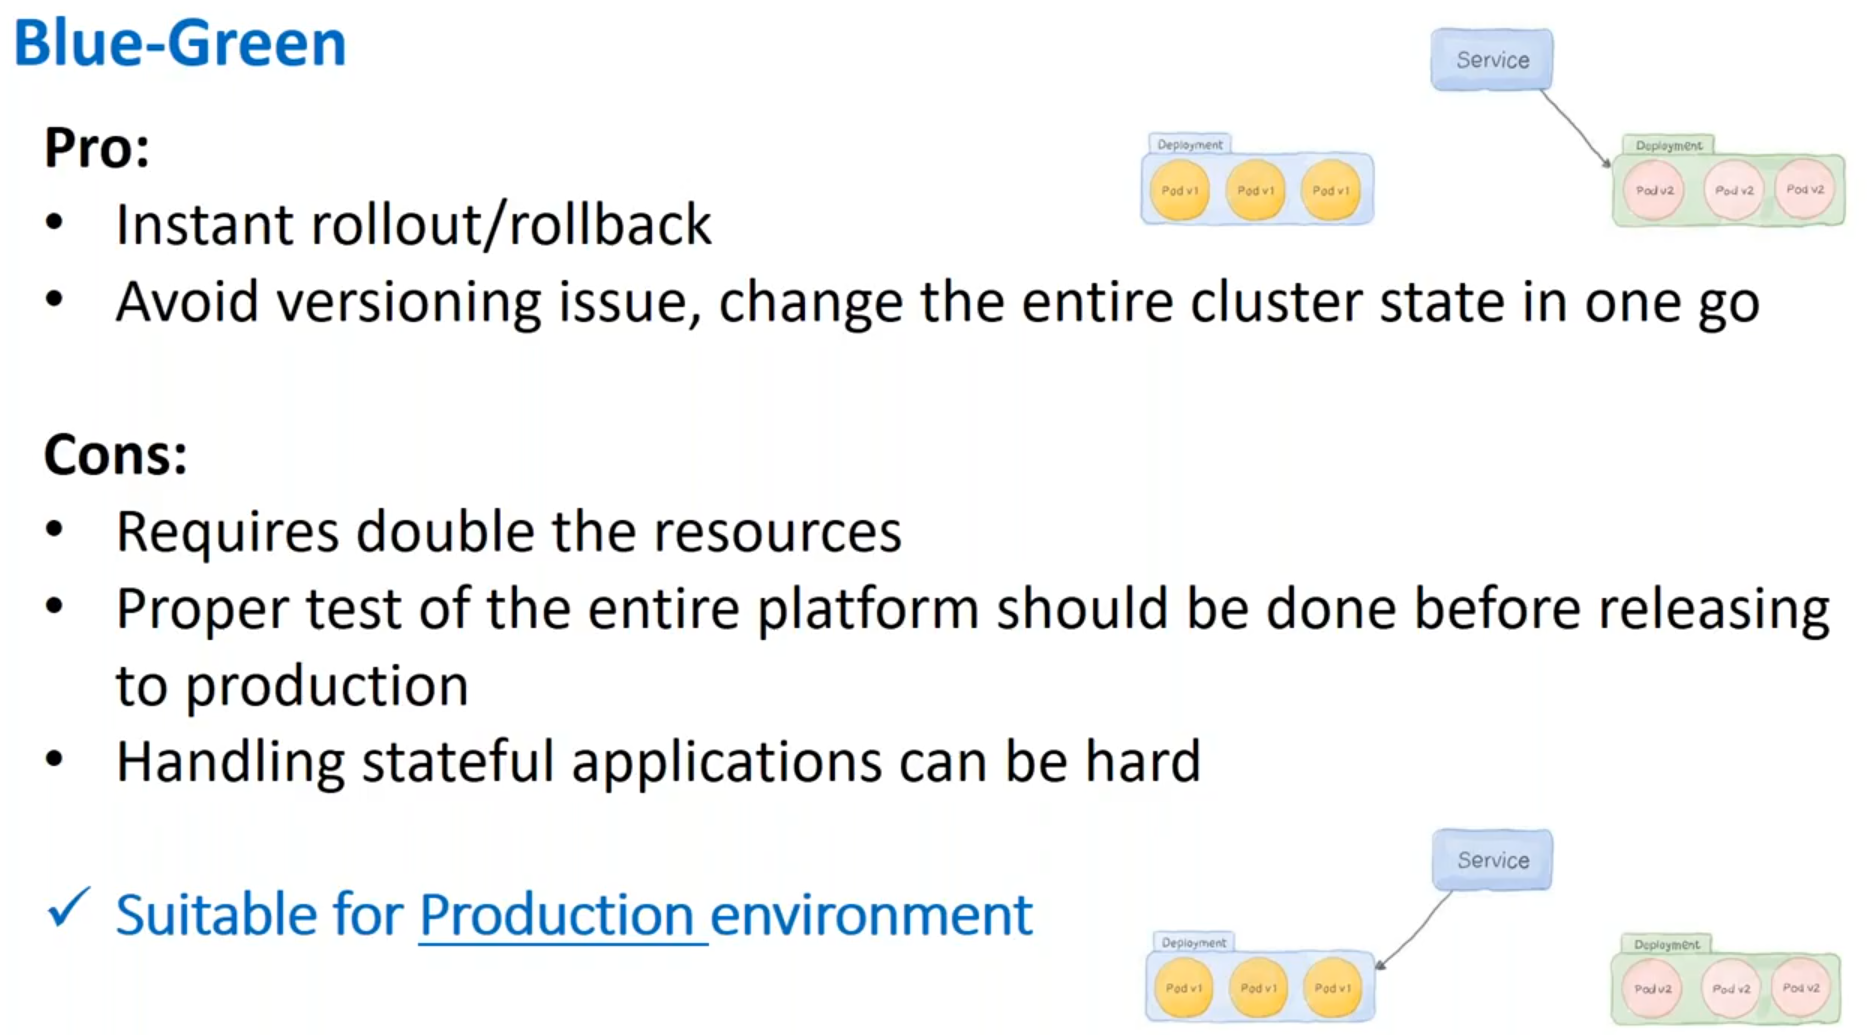 Blue-Green
Service
Pro:
Deployment
Deployment
Pod v1 Pod v1 Pod v1
Pod v2 Pod v2 Pod v2
• Instant rollout/rollback
• Avoid versioning issue, change the entire cluster state in one go
Cons:
• Requires double the resources
• Proper test of the entire platform should be done before releasing
to production
• Handling stateful applications can be hard
Service
✓ Suitable for Production environment
Deployment
Deployment
Pod v1 Pod v1 Pod v1
Pod v2 Pod v2 Pod v2